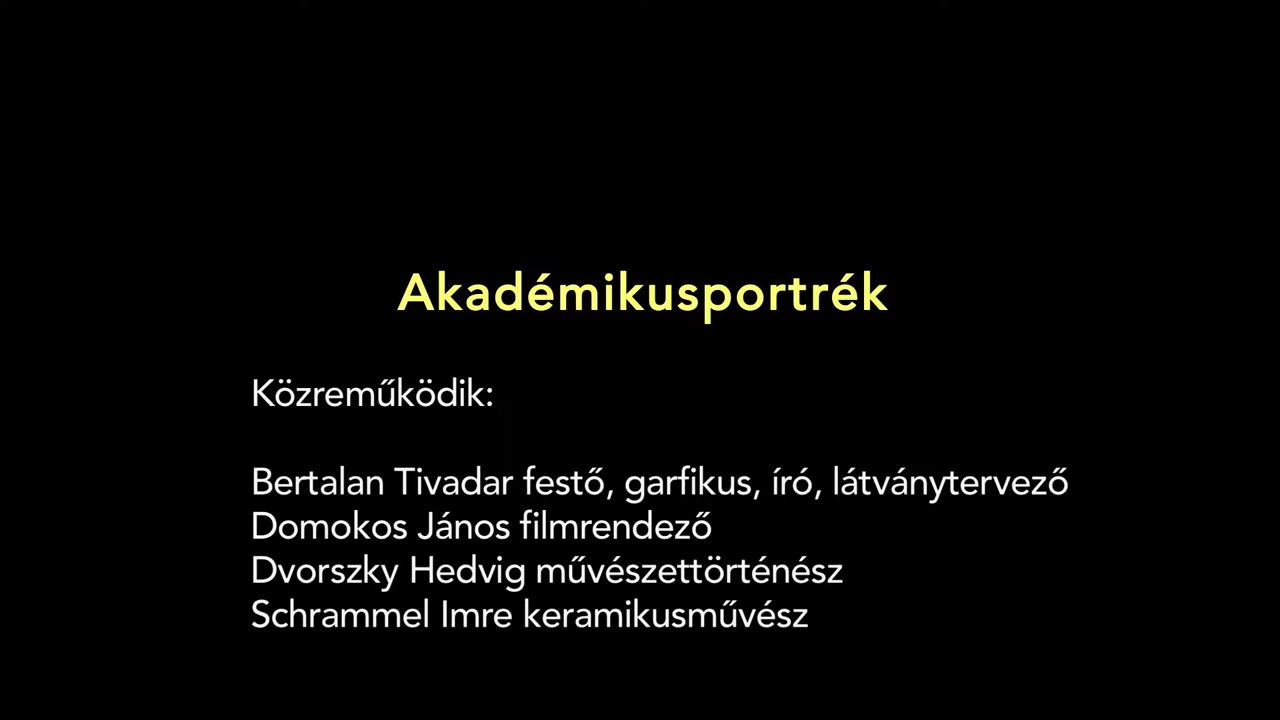 Akadémikusportrék
Közreműködik:
Bertalan Tivadar festő, garfikus, író, látványtervező
Domokos János filmrendező
Dvorszky Hedvig művészettörténész
Schrammel Imre keramikusművész